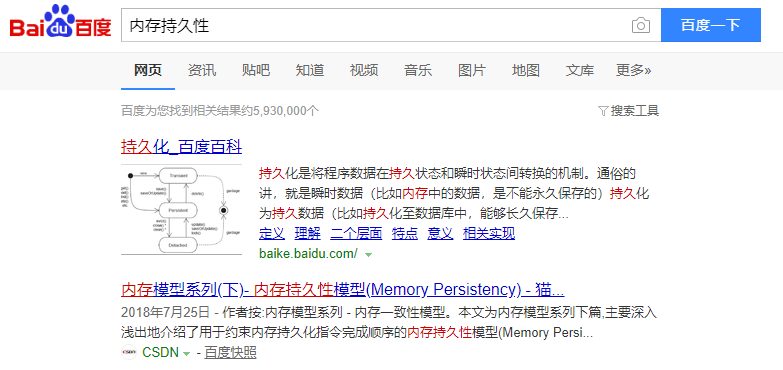 Bai du 百度
内存持久性
百度一下
网页 资讯 贴吧 知道 视频 音乐 图片 地图 文库 更多»
百度为您找到相关结果约5,930,000个
搜索工具
持久化_百度百科
Transient
garbage
Persistent
garbage
Detached
持久化是将程序数据在持久状态和瞬时状态间转换的机制。通俗的
讲，就是瞬时数据（比如内存中的数据，是不能永久保存的）持久化
为持久数据（比如持久化至数据库中，能够长久保存...
定义 理解 二个层面 特点 意义 相关实现
baike.baidu.com/
内存模型系列(下)- 内存持久性模型(Memory Persistency) - 猫...
2018年7月25日 - 作者按:内存模型系列 - 内存一致性模型。本文为内存模型系列下篇,主要深入
浅出地介绍了用于约束内存持久化指令完成顺序的内存持久性模型(Memory Persi...
CSDN CSDN - 百度快照